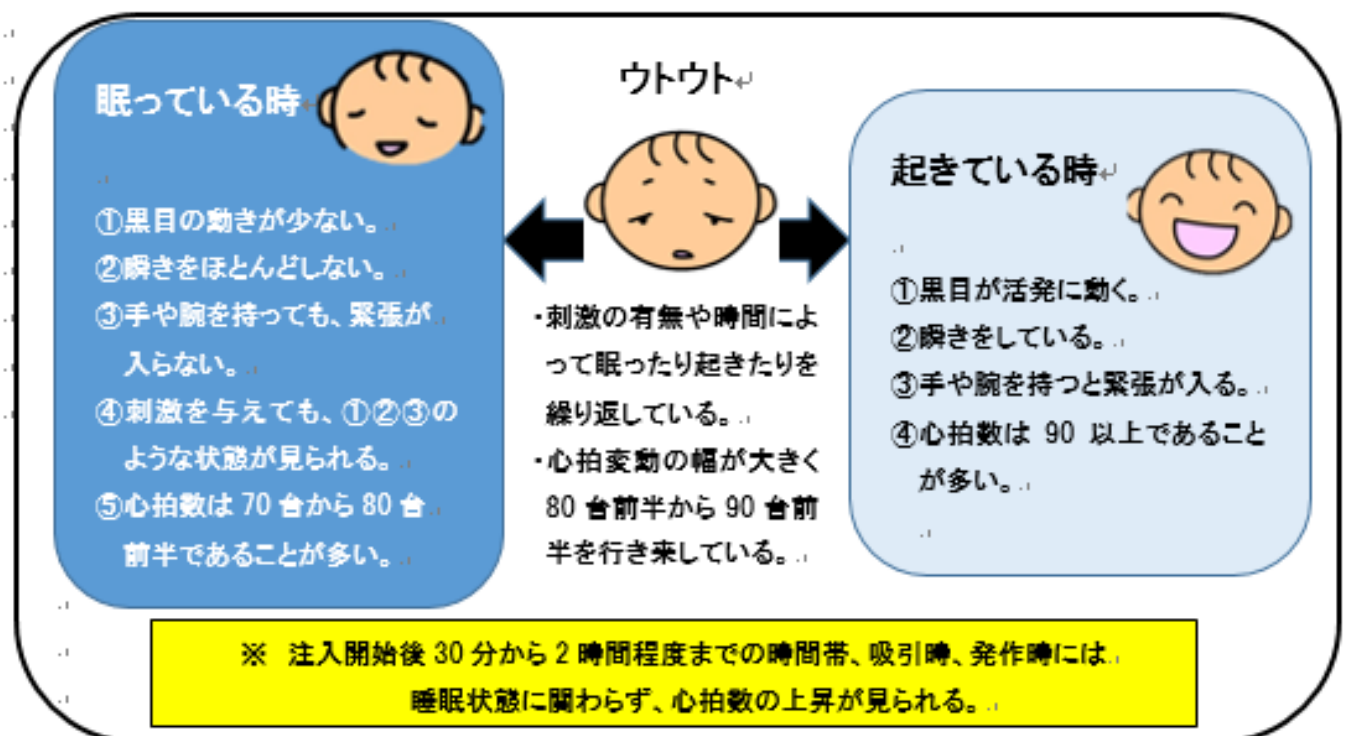 眠っている時
①黒目の動きが少ない。
②瞬きをほとんどしない。
③手や腕を持っても、緊張が
入らない。
④刺激を与えても、①②③の
ような状態が見られる。
⑤心拍数は 70 台から 80 台
前半であることが多い。
ウトウト
・刺激の有無や時間によ
って眠ったり起きたりを
繰り返している。
・心拍変動の幅が大きく
80 台前半から 90 台前
半を行き来している。
起きている時
①黒目が活発に動く。
②瞬きをしている。
③手や腕を持つと緊張が入る。
④心拍数は 90 以上であること
が多い。
※ 注入開始後 30 分から 2 時間程度までの時間帯、吸引時、発作時には
睡眠状態に関わらず、心拍数の上昇が見られる。